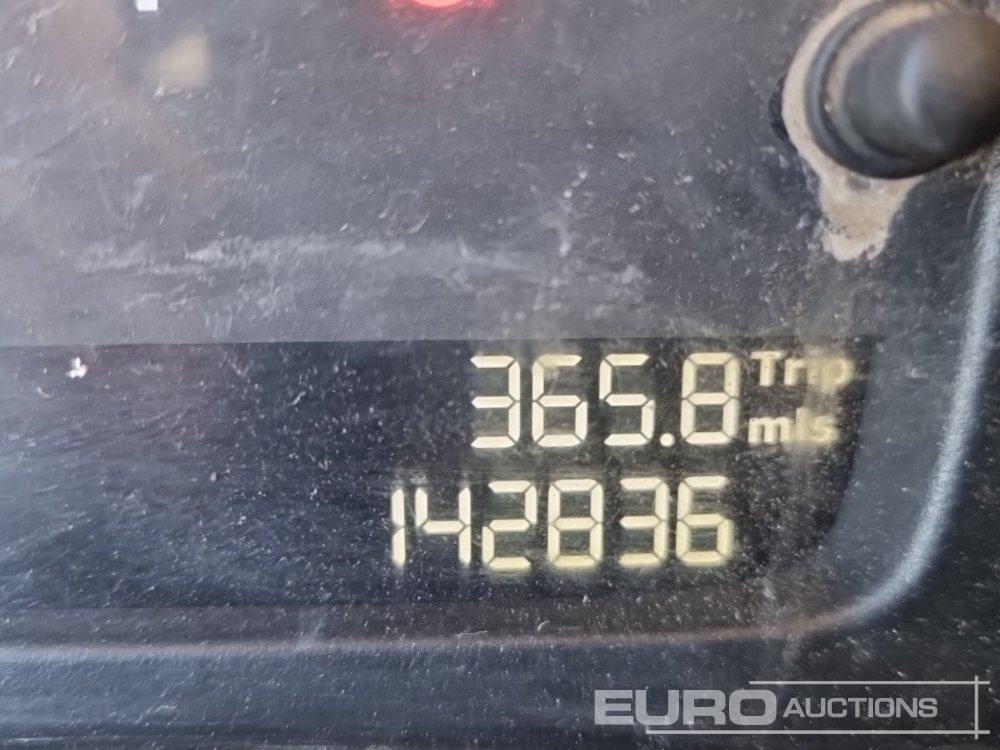 365.8 Trip
mls
142836
EURO AUCTIONS